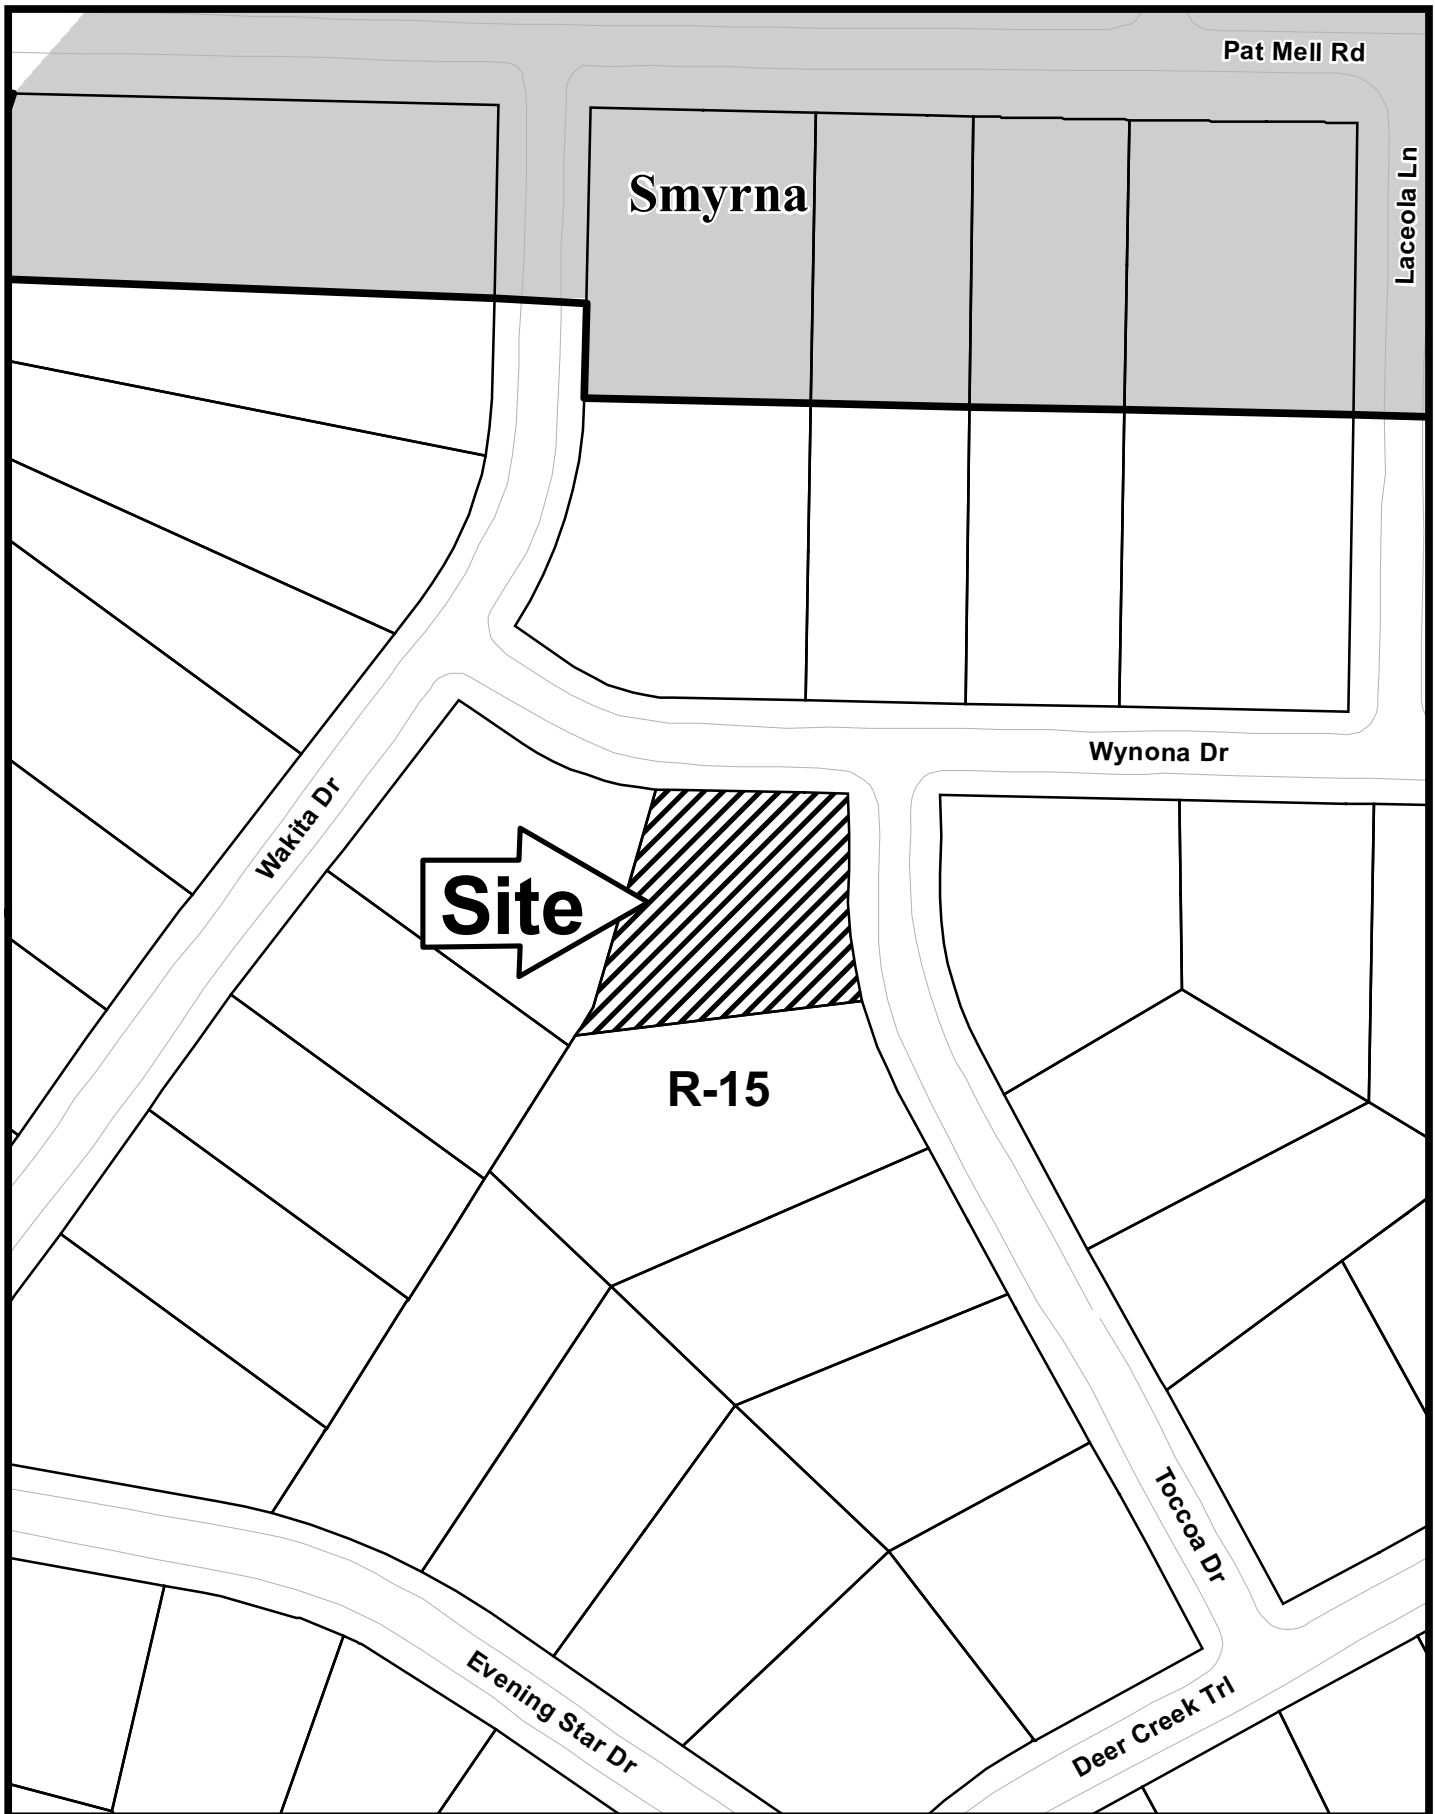 Pat Mell Rd
Smyrna
Laceola Ln
Wynona Dr
Wakita Dr
Site
R-15
Toccoa Dr
Evening Star Dr
Deer Creek Trl